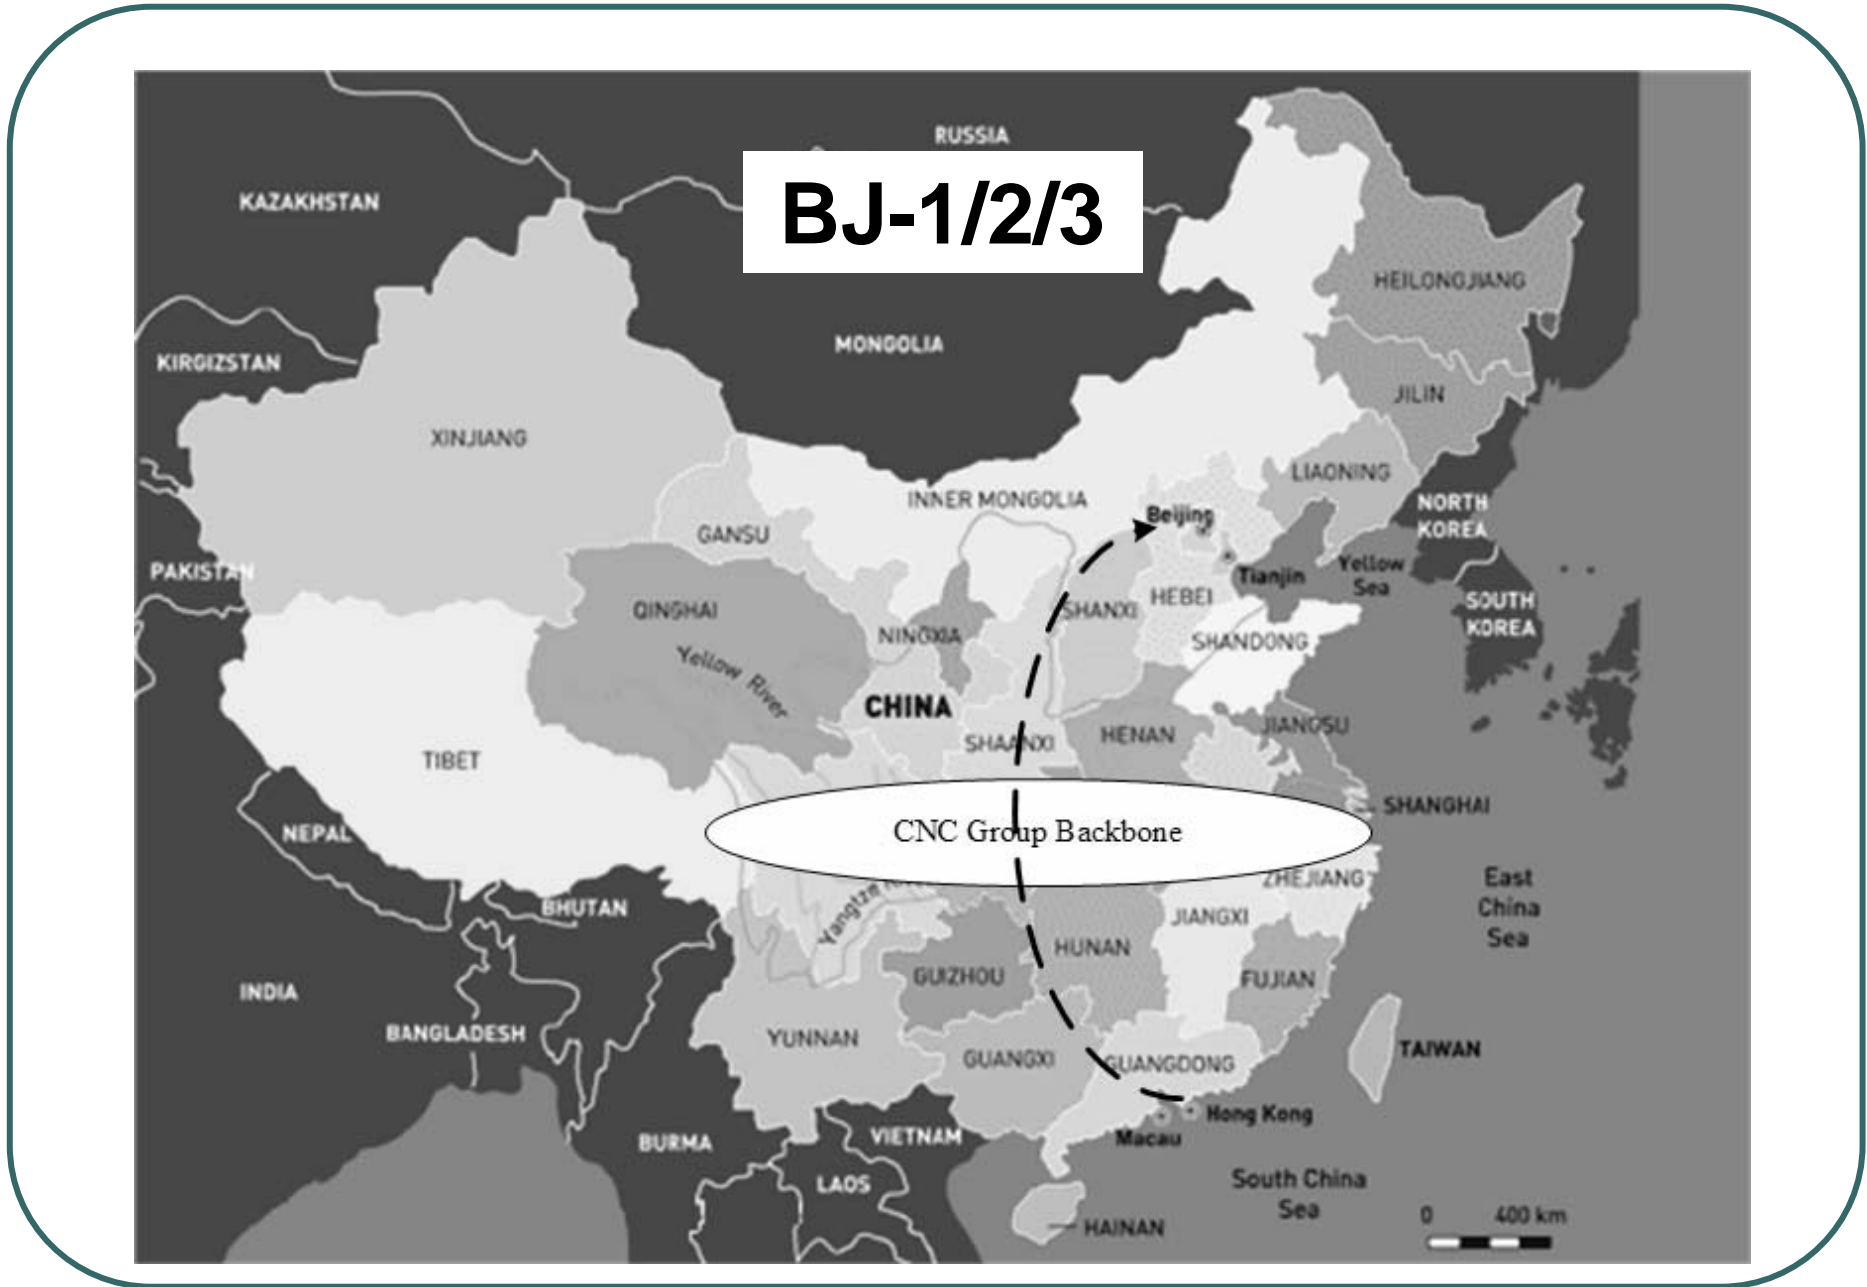 RUSSIA
BJ-1/2/3
KAZAKHSTAN
HEILONGJIANG
MONGOLIA
KIRGIZSTAN
JILIN
XINJIANG
LIAONING
INNER MONGOLIA
NORTH
KOREA
Beijing
GANSU
Yellow
Sea
Tianjin
PAKISTAN
HEBEI
SHANXI
QINGHAI
SOUTH
KOREA
NINGXIA
SHANDONG
Yellow River
CHINA
JIANGSU
HENAN
SHAANXI
TIBET
SHANGHAI
NEPAL
CNC Group Backbone
ZHEJIANG
East
China
Sea
BHUTAN
Yangtze
JIANGXI
HUNAN
GUIZHOU
FUJIAN
INDIA
BANGLADESH
YUNNAN
GUANGXI
GUANGDONG
TAIWAN
Hong Kong
Macau
BURMA
VIETNAM
LAOS
South China
Sea
HAINAN
0 400 km